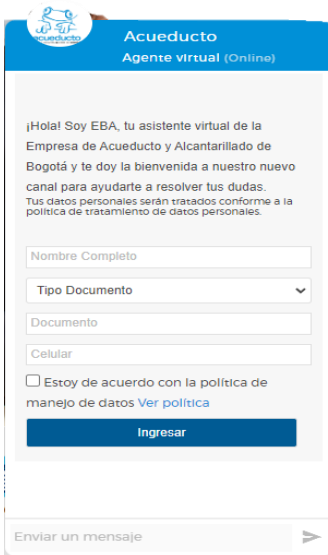 acueducto
Acueducto
Agente virtual (Online)
¡Hola! Soy EBA, tu asistente virtual de la
Empresa de Acueducto y Alcantarillado de
Bogotá y te doy la bienvenida a nuestro nuevo
canal para ayudarte a resolver tus dudas.
Tus datos personales serán tratados conforme a la
política de tratamiento de datos personales.
Nombre Completo
Tipo Documento
Documento
Celular
Estoy de acuerdo con la política de
manejo de datos Ver política
Ingresar
Enviar un mensaje